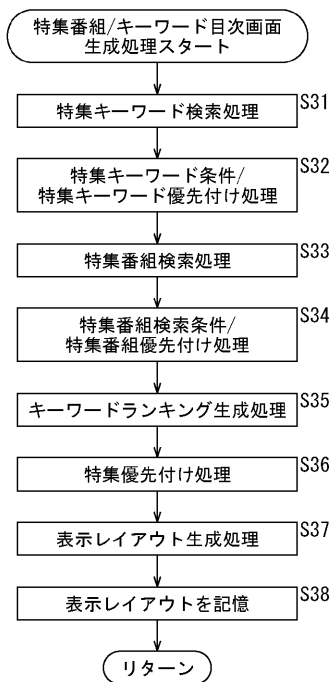 特集番組/キーワード目次画面
生成処理スタート
特集キーワード検索処理
S31
特集キーワード条件/
特集キーワード優先付け処理
S32
特集番組検索処理
S33
特集番組検索条件/
特集番組優先付け処理
S34
キーワードランキング生成処理
S35
特集優先付け処理
S36
表示レイアウト生成処理
S37
表示レイアウトを記憶
S38
リターン